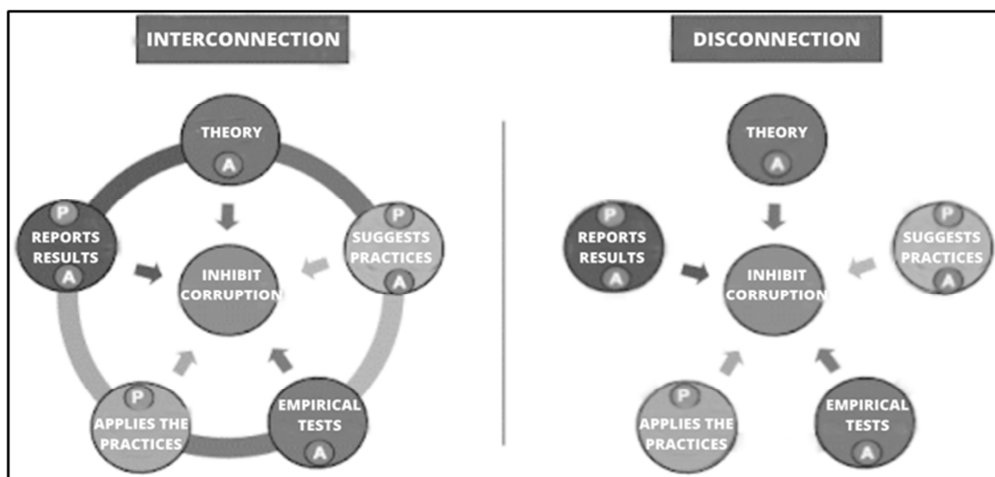 INTERCONNECTION
THEORY
A
P
REPORTS
RESULTS
A
P
SUGGESTS
PRACTICES
A
INHIBIT
CORRUPTION
P
APPLIES THE
PRACTICES
EMPIRICAL
TESTS
A
DISCONNECTION
THEORY
A
P
REPORTS
RESULTS
A
P
SUGGESTS
PRACTICES
A
INHIBIT
CORRUPTION
P
APPLIES THE
PRACTICES
EMPIRICAL
TESTS
A